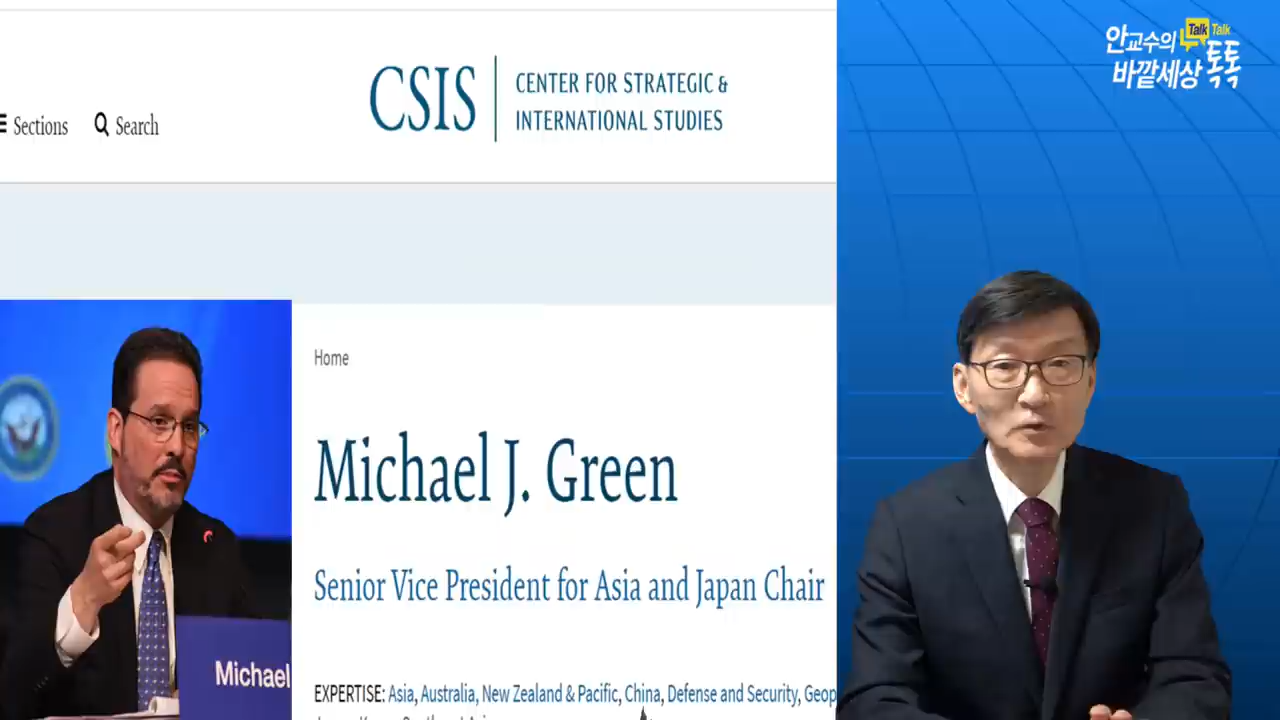 CSIS
CENTER FOR STRATEGIC &
INTERNATIONAL STUDIES
Sections
Search
Home
Michael J. Green
Senior Vice President for Asia and Japan Chair
EXPERTISE: Asia, Australia, New Zealand & Pacific, China, Defense and Security, Geop
Michael
안교수의
Talk Talk
바깥세상
톡톡